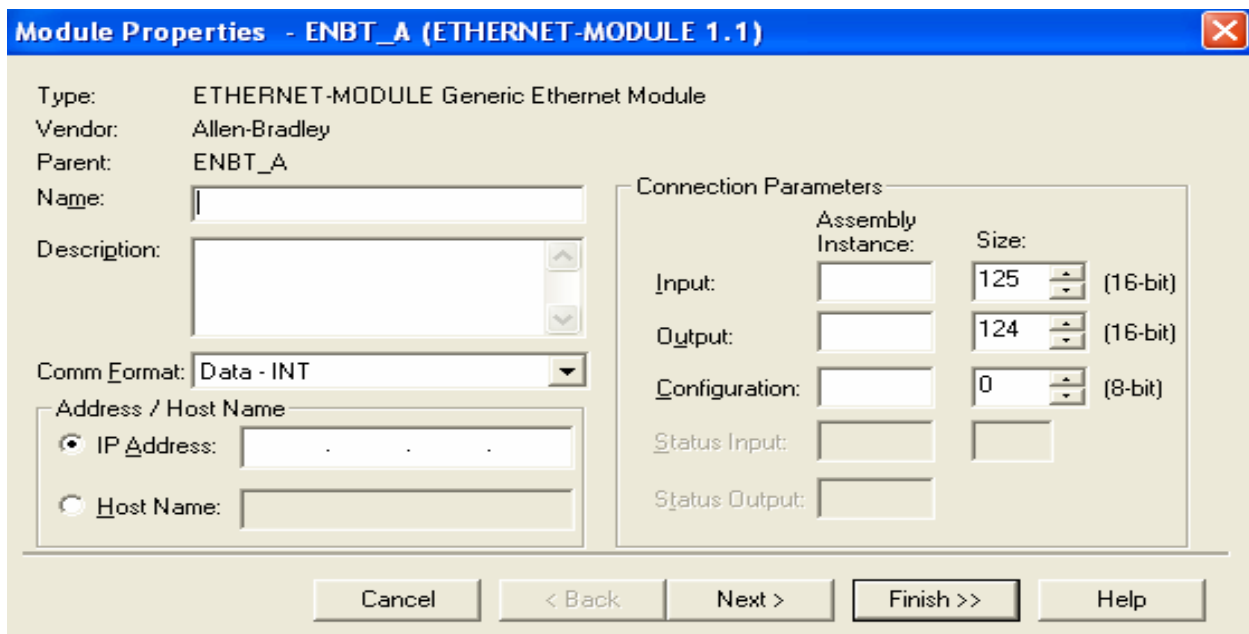 Module Properties - ENBT_A (ETHERNET-MODULE 1.1)
Type: ETHERNET-MODULE Generic Ethernet Module
Vendor: Allen-Bradley
Parent: ENBT_A
Name:
Description:
Comm Format: Data - INT
Address / Host Name
IP Address: . . .
Host Name:
Connection Parameters
Assembly
Instance: Size:
Input: 125 (16-bit)
Output: 124 (16-bit)
Configuration: 0 (8-bit)
Status Input:
Status Output:
Cancel < Back Next > Finish >> Help